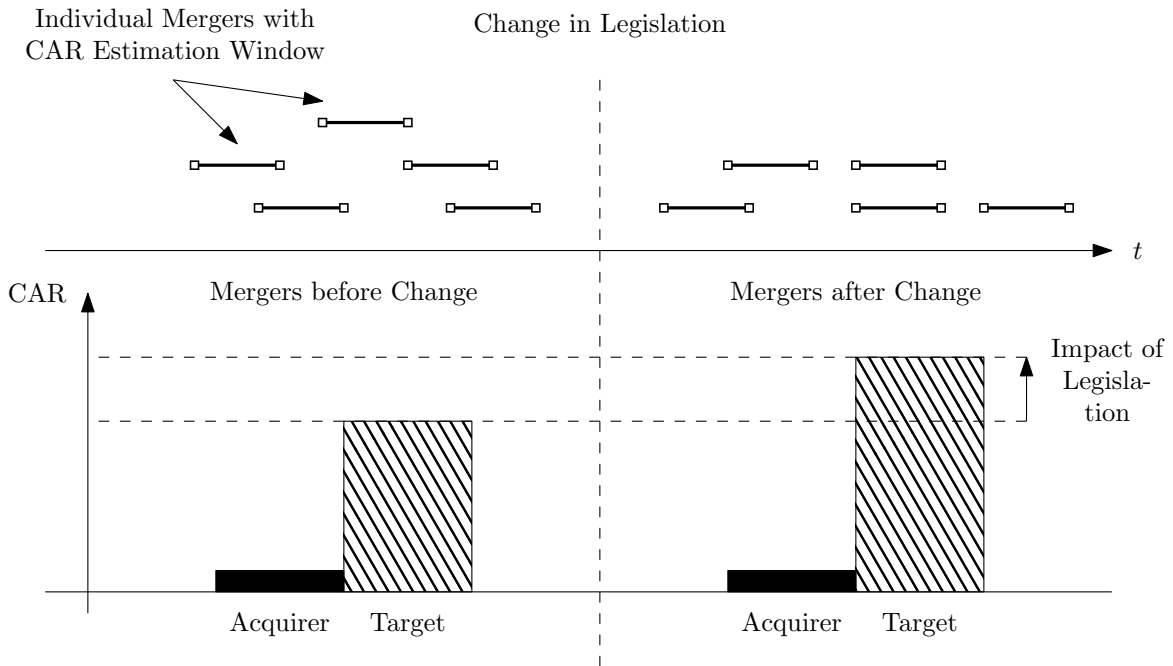 Individual Mergers with
CAR Estimation Window
Change in Legislation
t
CAR
Mergers before Change
Mergers after Change
Impact of
Legisla-
tion
Acquirer
Target
Acquirer
Target